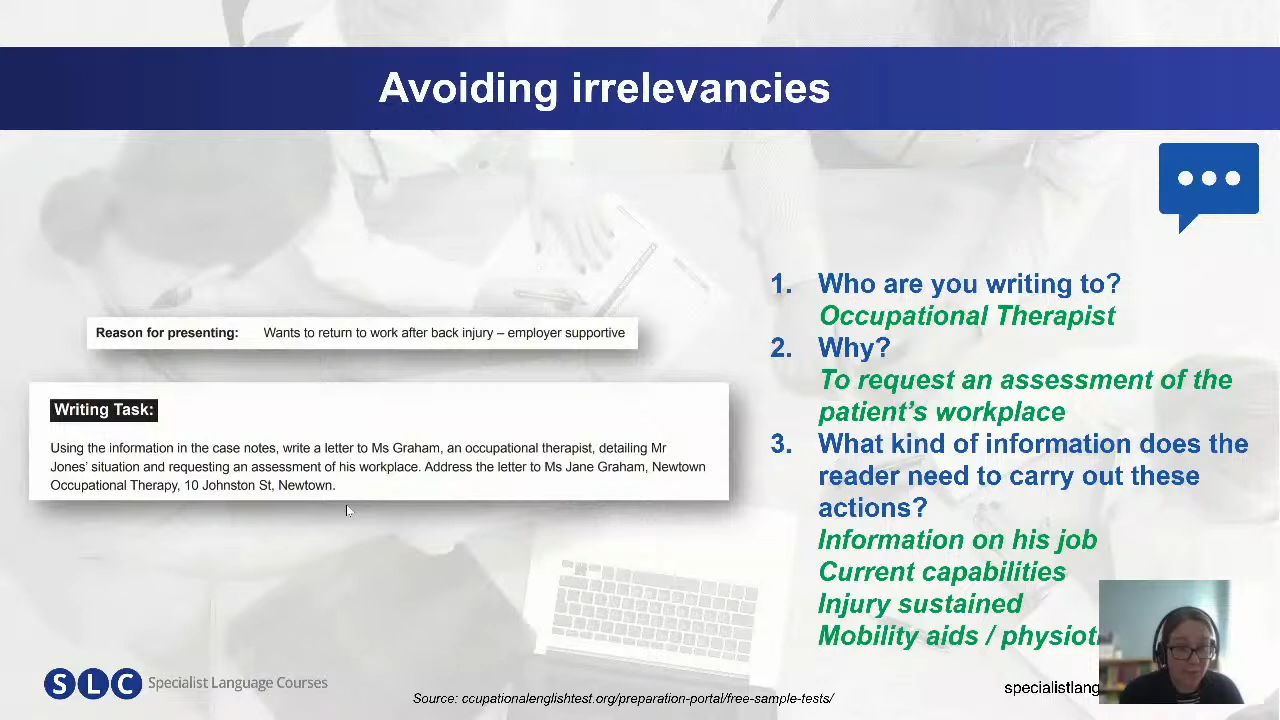 Avoiding irrelevancies
Reason for presenting: Wants to return to work after back injury – employer supportive
Writing Task:
Using the information in the case notes, write a letter to Ms Graham, an occupational therapist, detailing Mr
Jones' situation and requesting an assessment of his workplace. Address the letter to Ms Jane Graham, Newtown
Occupational Therapy, 10 Johnston St, Newtown.
1. Who are you writing to?
Occupational Therapist
2. Why?
To request an assessment of the
patient's workplace
3. What kind of information does the
reader need to carry out these
actions?
Information on his job
Current capabilities
Injury sustained
Mobility aids / physiot
SLC Specialist Language Courses
Source: ccupationalenglishtest.org/preparation-portal/free-sample-tests/
specialistlang